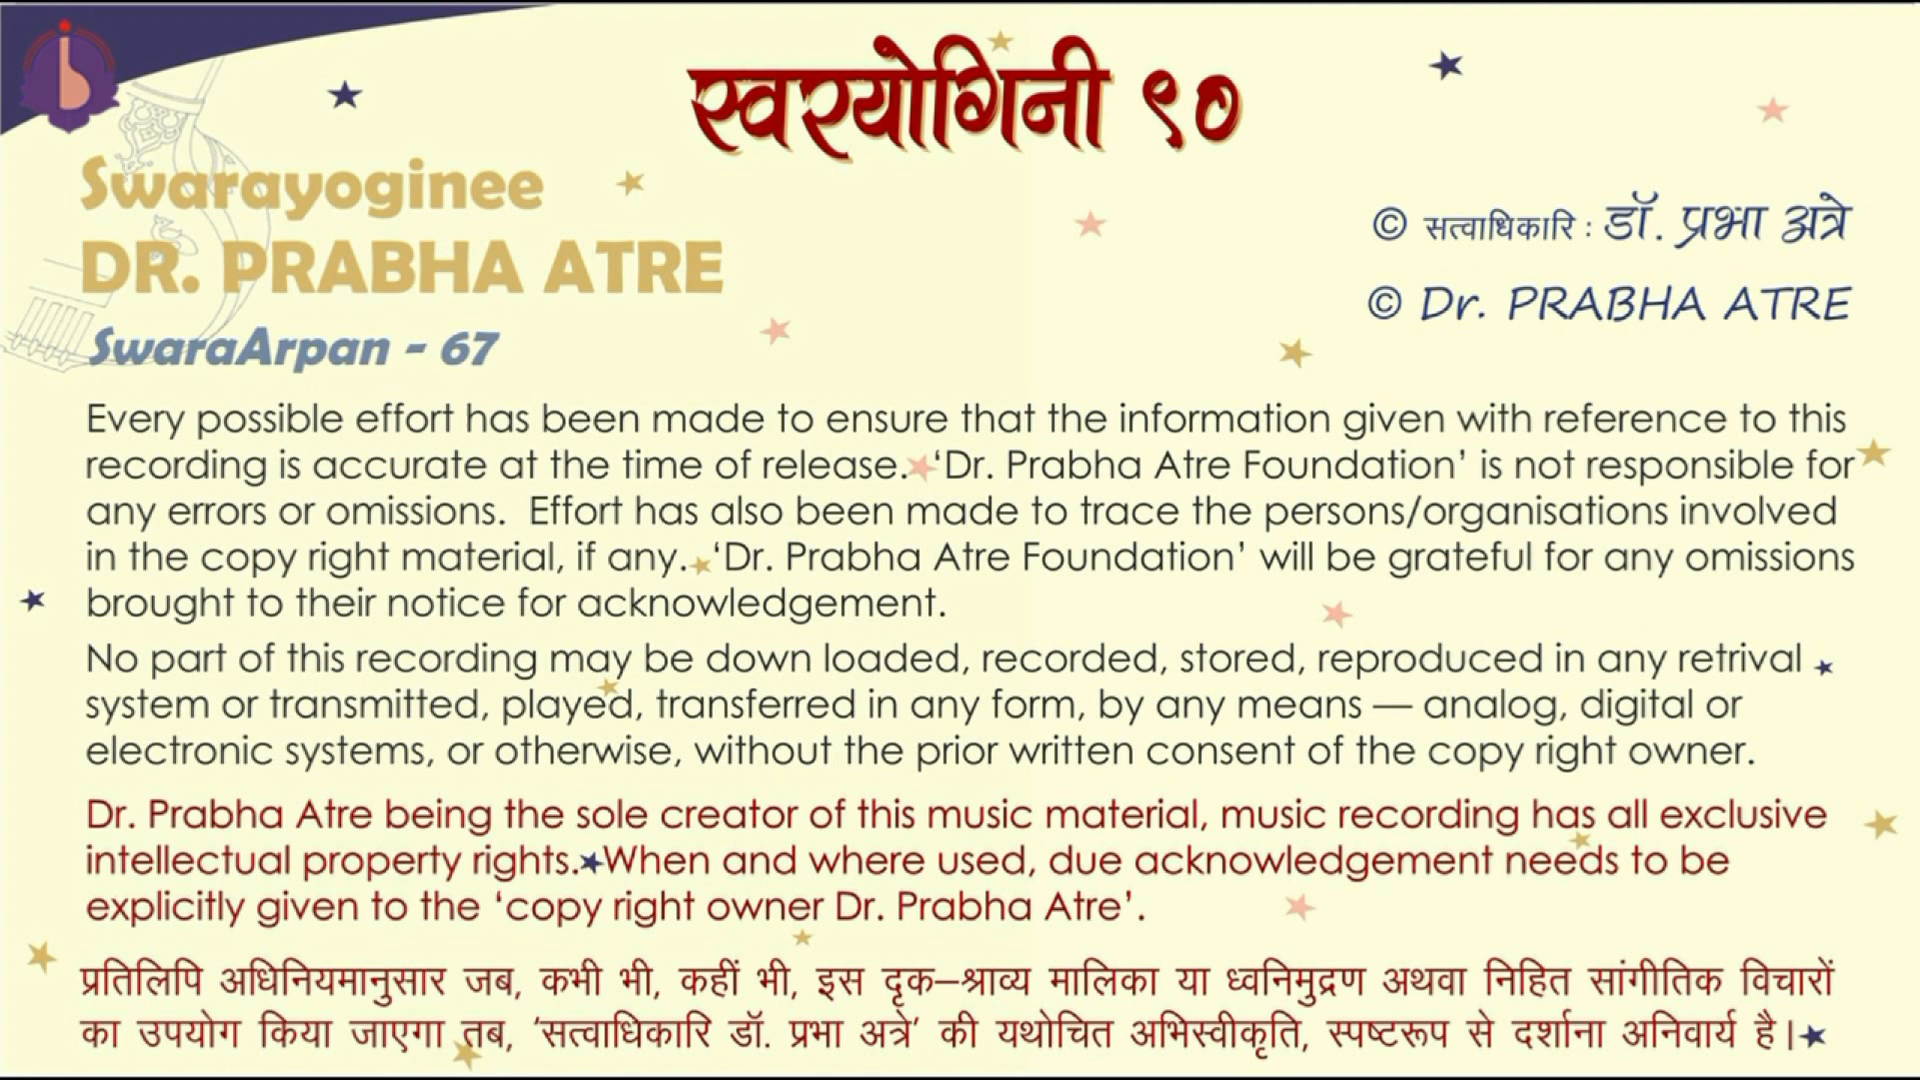 स्वरयोगिनी ९०
Swarayoginee
DR. PRABHA ATRE
SwaraArpan - 67
© सत्वाधिकारि : डॉ. प्रभा अत्रे
© Dr. PRABHA ATRE
Every possible effort has been made to ensure that the information given with reference to this
recording is accurate at the time of release. ‘Dr. Prabha Atre Foundation’ is not responsible for
any errors or omissions.  Effort has also been made to trace the persons/organisations involved
in the copy right material, if any. ‘Dr. Prabha Atre Foundation’ will be grateful for any omissions
brought to their notice for acknowledgement.
No part of this recording may be down loaded, recorded, stored, reproduced in any retrival
system or transmitted, played, transferred in any form, by any means — analog, digital or
electronic systems, or otherwise, without the prior written consent of the copy right owner.
Dr. Prabha Atre being the sole creator of this music material, music recording has all exclusive
intellectual property rights. When and where used, due acknowledgement needs to be
explicitly given to the ‘copy right owner Dr. Prabha Atre’.
प्रतिलिपि अधिनियमानुसार जब, कभी भी, कहीं भी, इस दृक–श्राव्य मालिका या ध्वनिमुद्रण अथवा निहित सांगीतिक विचारों
का उपयोग किया जाएगा तब, ‘सत्वाधिकारि डॉ. प्रभा अत्रे’ की यथोचित अभिस्वीकृति, स्पष्टरूप से दर्शाना अनिवार्य है।